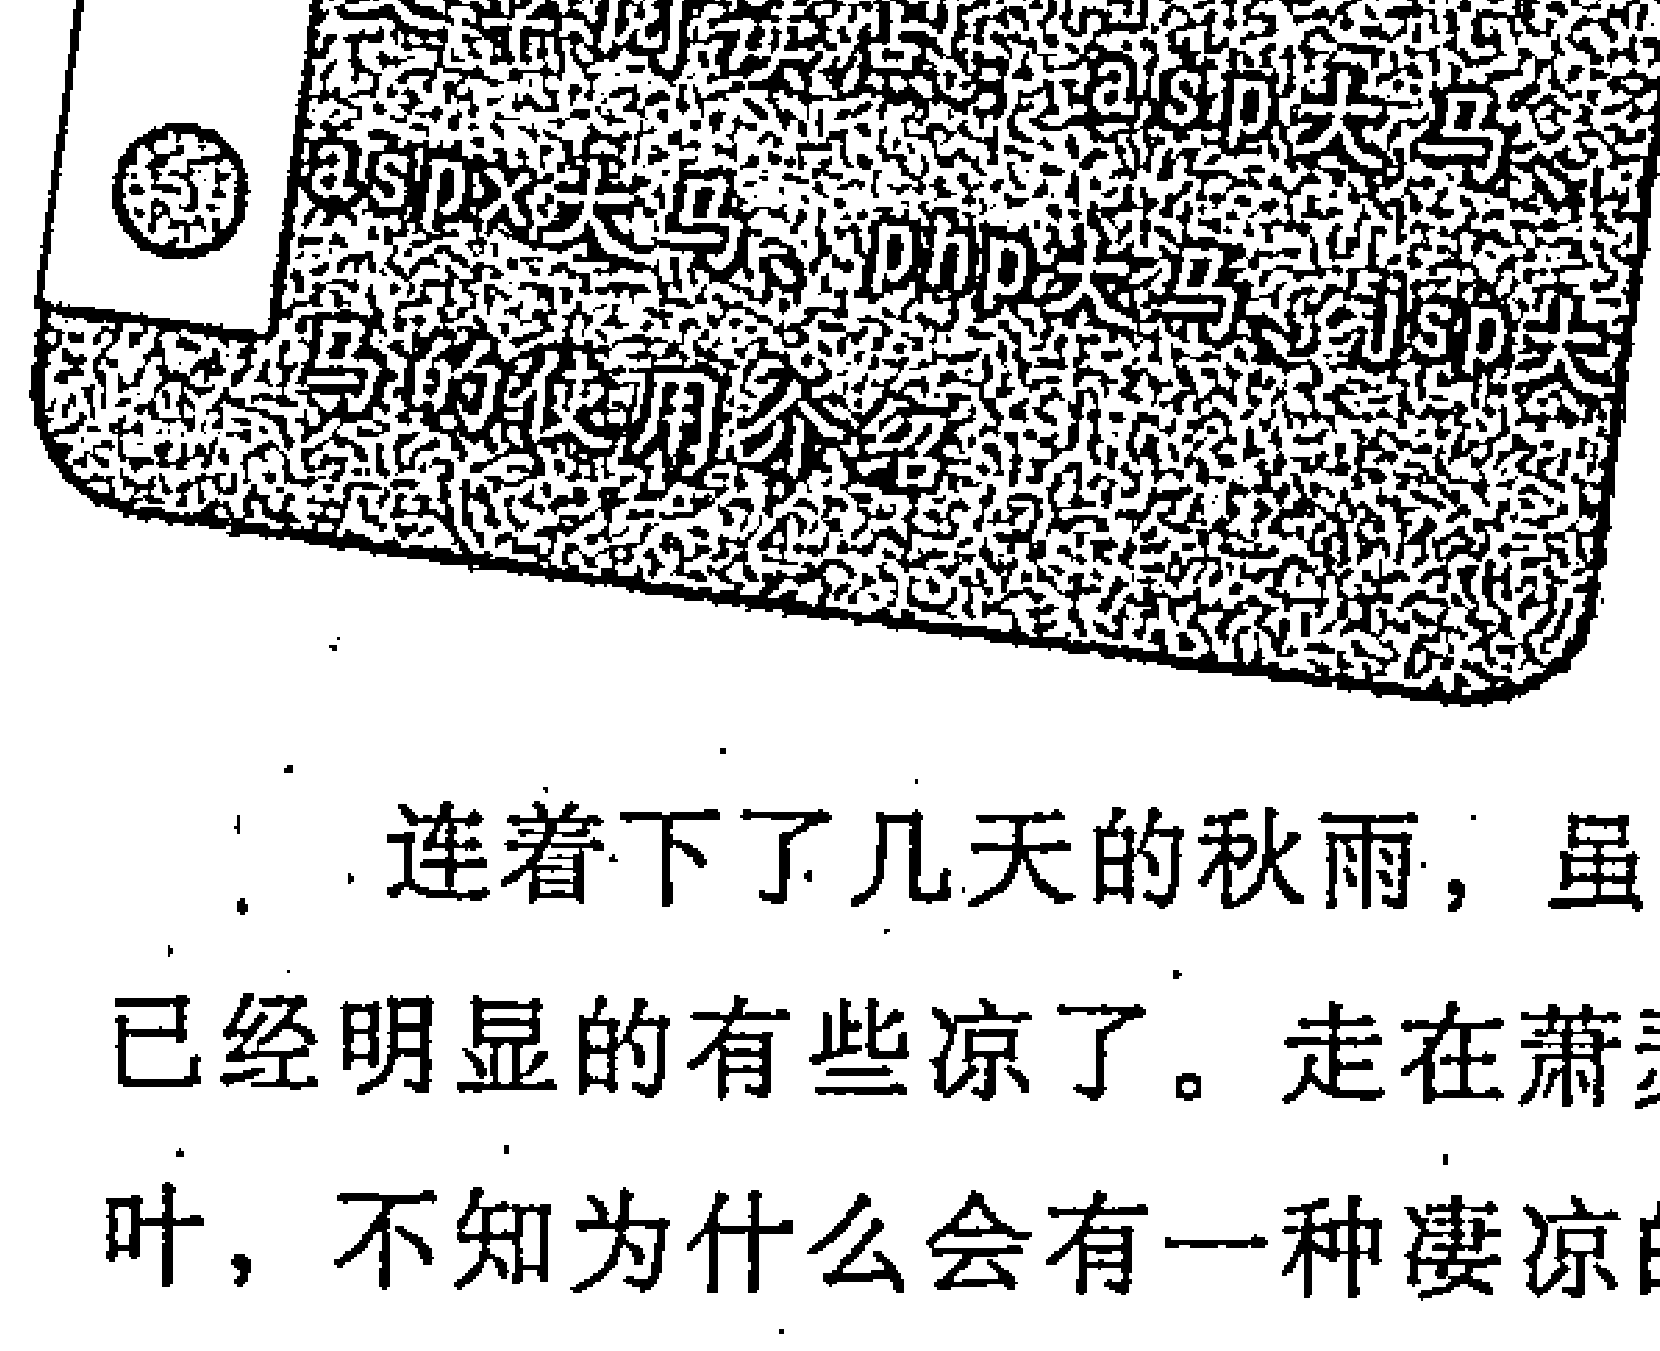 asp大马
aspx大马、php大马、jsp大
马的使用介绍
连着下了几天的秋雨，虽
已经明显的有些凉了。走在萧
叶，不知为什么会有一种凄凉的